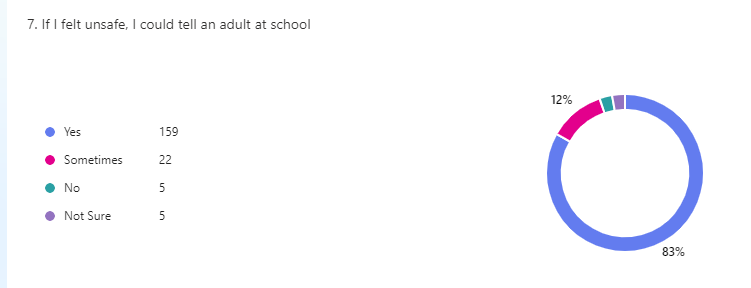 7. If I felt unsafe, I could tell an adult at school
12%
Yes 159
Sometimes 22
No 5
Not Sure 5
83%